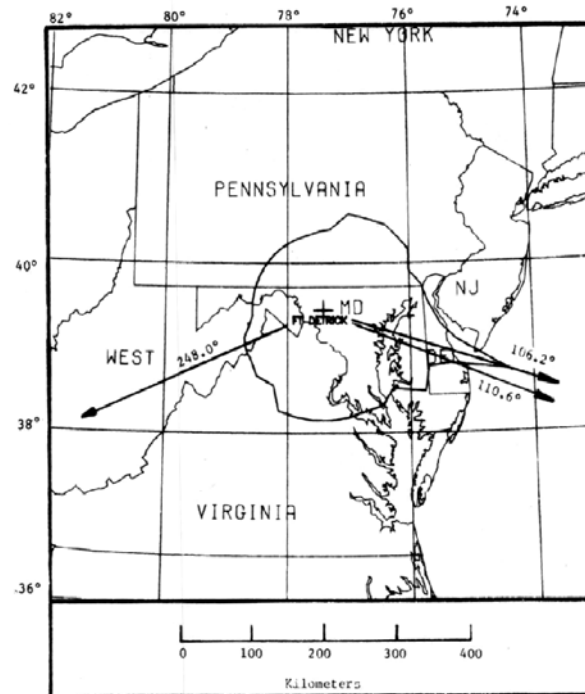 80° 78° 76° 74°
82
NEW YORK
42°
PENNSYLVANIA
40°
NJ
MD
FT DETRICK
DE
WEST
248.0°
106.2°
110.6°
38°
VIRGINIA
36°
0 100 200 300 400
Kilometers